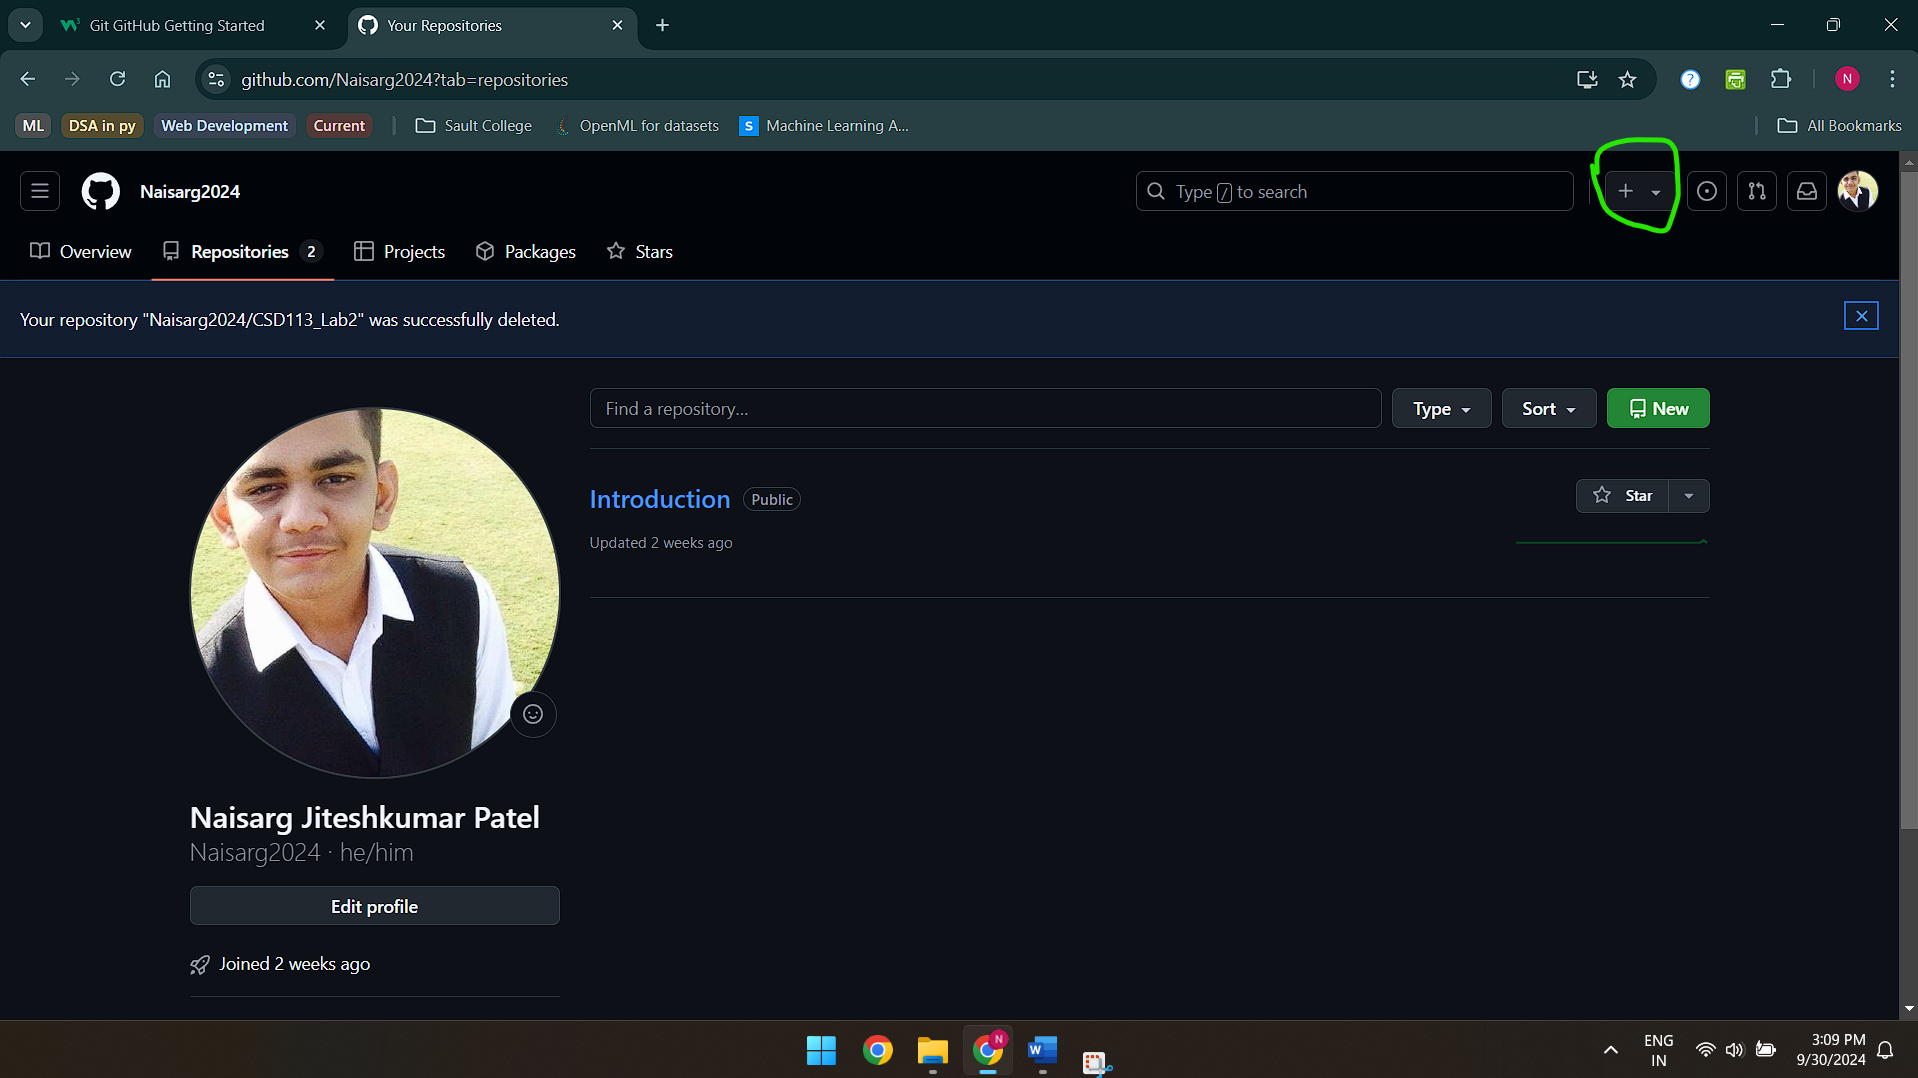 Git GitHub Getting Started
Your Repositories
github.com/Naisarg2024?tab=repositories
N
ML
DSA in py
Web Development
Current
Sault College
OpenML for datasets
S
Machine Learning A...
All Bookmarks
Naisarg2024
Type / to search
Overview
Repositories 2
Projects
Packages
Stars
Your repository "Naisarg2024/CSD113_Lab2" was successfully deleted.
Find a repository...
Type
Sort
New
Introduction
Public
Star
Updated 2 weeks ago
Naisarg Jiteshkumar Patel
Naisarg2024 · he/him
Edit profile
Joined 2 weeks ago
N
W
ENG
IN
3:09 PM
9/30/2024